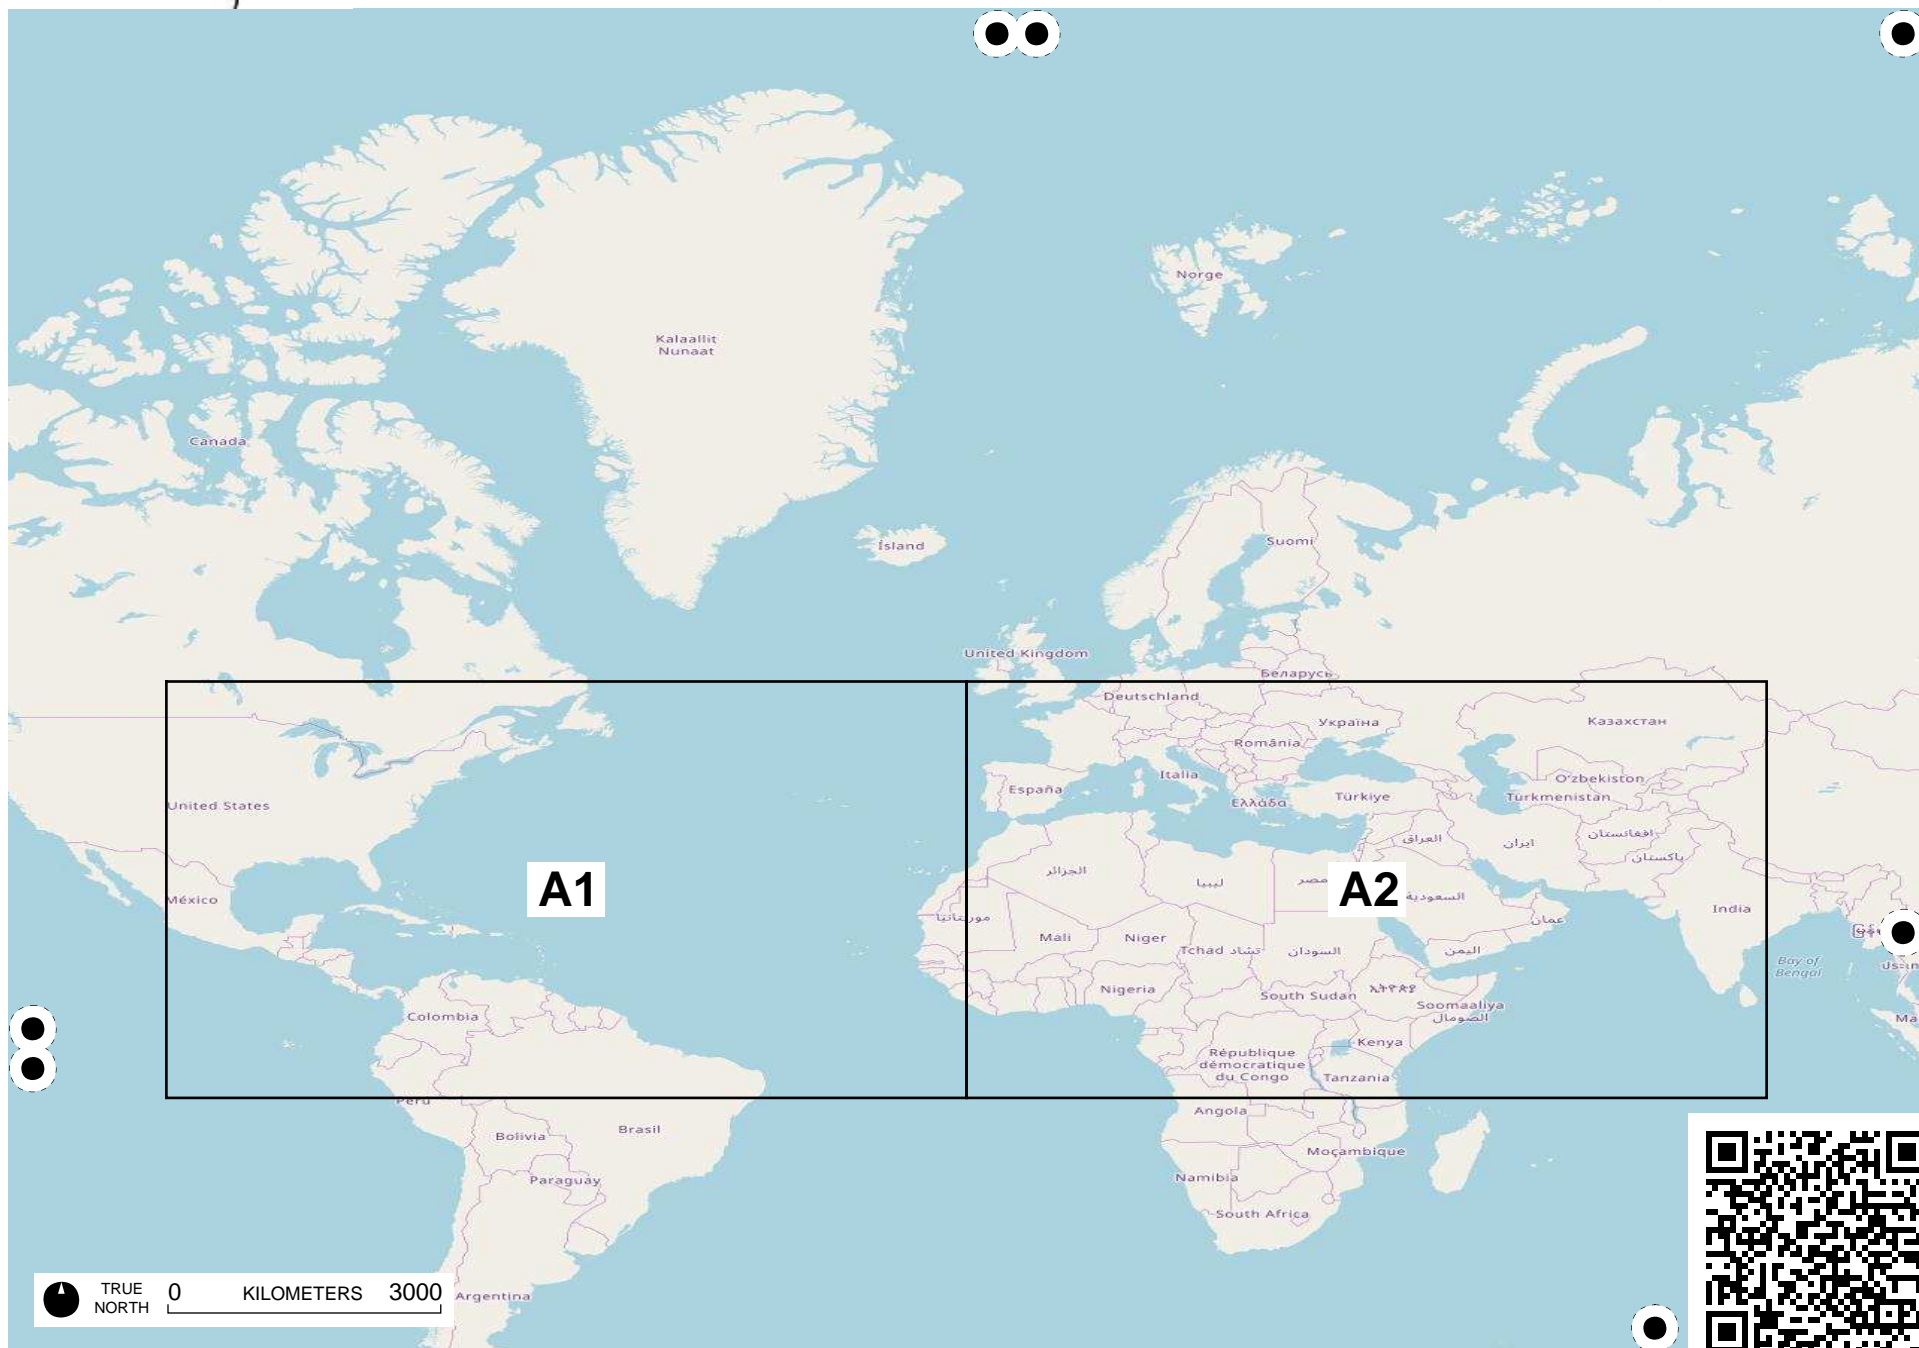 Norge
Kalaallit
Nunaat
Canada
Ísland
Suomi
United Kingdom
Беларусь
Deutschland
Україна
Казахстан
România
Italia
O'zbekiston
España
Türkiye
Türkmenistan
Ελλάδα
United States
افغانستان
العراق
ایران
پاکستان
الجزائر
ليبيا
مصر
A1
A2
السعودية
México
India
موريتانيا
عمان
Mali
Niger
Tchad تشاد
السودان
اليمن
Bay of
Bengal
Nigeria
South Sudan
ኢትዮጵያ
Soomaaliya
الصومال
Colombia
Kenya
République
démocratique
du Congo
Tanzania
Peru
Angola
Brasil
Bolivia
Moçambique
Paraguay
Namibia
South Africa
TRUE
NORTH
0 KILOMETERS 3000
Argentina